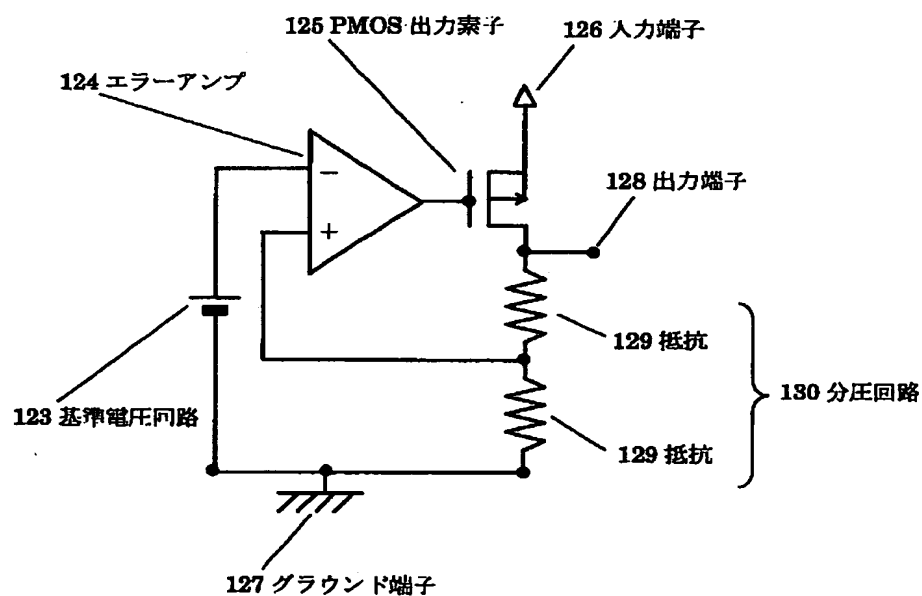 125 PMOS 出力素子
126 入力端子
124 エラーアンプ
128 出力端子
−
+
129 抵抗
130 分圧回路
123 基準電圧回路
129 抵抗
127 グラウンド端子